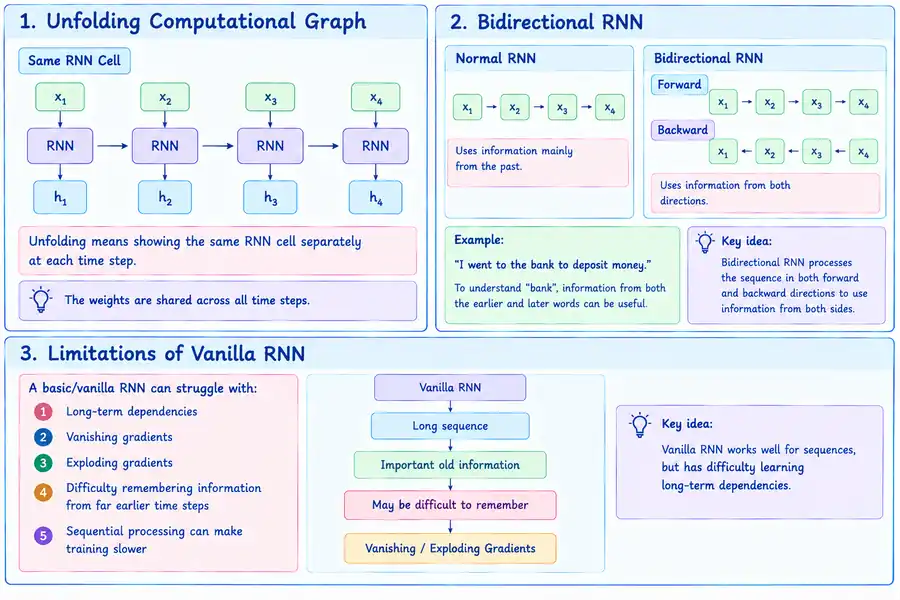 1. Unfolding Computational Graph
Same RNN Cell
x₁ x₂ x₃ x₄
RNN RNN RNN RNN
h₁ h₂ h₃ h₄
Unfolding means showing the same RNN cell separately
at each time step.
The weights are shared across all time steps.
2. Bidirectional RNN
Normal RNN
x₁ x₂ x₃ x₄
Uses information mainly
from the past.
Bidirectional RNN
Forward
x₁ x₂ x₃ x₄
Backward
x₁ x₂ x₃ x₄
Uses information from both
directions.
Example:
“I went to the bank to deposit money.”
To understand “bank”, information from both
the earlier and later words can be useful.
Key idea:
Bidirectional RNN processes
the sequence in both forward
and backward directions to use
information from both sides.
3. Limitations of Vanilla RNN
A basic/vanilla RNN can struggle with:
1 Long-term dependencies
2 Vanishing gradients
3 Exploding gradients
4 Difficulty remembering information
from far earlier time steps
5 Sequential processing can make
training slower
Vanilla RNN
Long sequence
Important old information
May be difficult to remember
Vanishing / Exploding Gradients
Key idea:
Vanilla RNN works well for sequences,
but has difficulty learning
long-term dependencies.